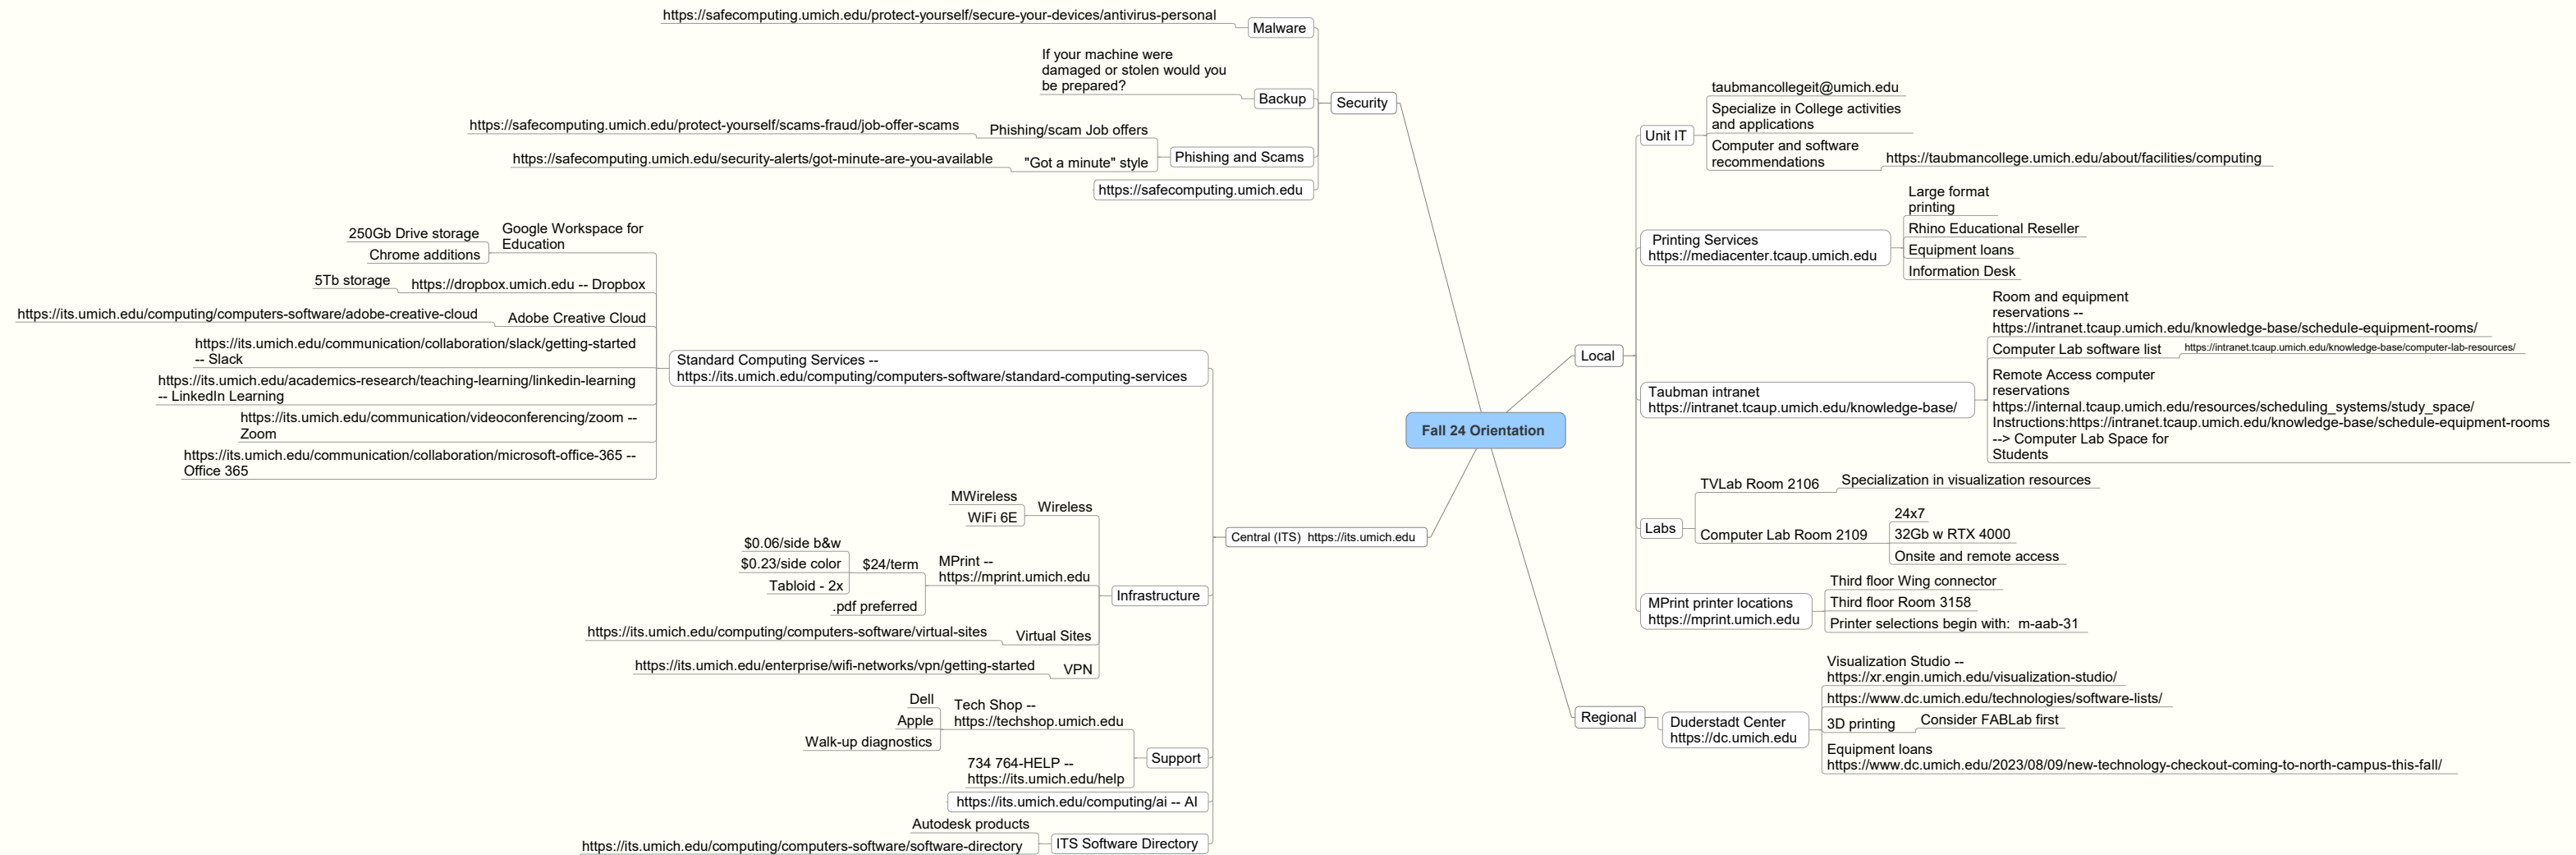 Fall 24 Orientation
Security
Malware
https://safecomputing.umich.edu/protect-yourself/secure-your-devices/antivirus-personal
Backup
If your machine were
damaged or stolen would you
be prepared?
Phishing and Scams
Phishing/scam Job offers
https://safecomputing.umich.edu/protect-yourself/scams-fraud/job-offer-scams
"Got a minute" style
https://safecomputing.umich.edu/security-alerts/got-minute-are-you-available
https://safecomputing.umich.edu
Local
Unit IT
taubmancollegeit@umich.edu
Specialize in College activities
and applications
Computer and software
recommendations
https://taubmancollege.umich.edu/about/facilities/computing
Printing Services
https://mediacenter.tcaup.umich.edu
Large format
printing
Rhino Educational Reseller
Equipment loans
Information Desk
Taubman intranet
https://intranet.tcaup.umich.edu/knowledge-base/
Room and equipment
reservations --
https://intranet.tcaup.umich.edu/knowledge-base/schedule-equipment-rooms/
Computer Lab software list
https://intranet.tcaup.umich.edu/knowledge-base/computer-lab-resources/
Remote Access computer
reservations
https://internal.tcaup.umich.edu/resources/scheduling_systems/study_space/
Instructions:https://intranet.tcaup.umich.edu/knowledge-base/schedule-equipment-rooms
--> Computer Lab Space for
Students
Labs
TVLab Room 2106
Specialization in visualization resources
Computer Lab Room 2109
24x7
32Gb w RTX 4000
Onsite and remote access
MPrint printer locations
https://mprint.umich.edu
Third floor Wing connector
Third floor Room 3158
Printer selections begin with:  m-aab-31
Regional
Duderstadt Center
https://dc.umich.edu
Visualization Studio --
https://xr.engin.umich.edu/visualization-studio/
https://www.dc.umich.edu/technologies/software-lists/
3D printing
Consider FABLab first
Equipment loans
https://www.dc.umich.edu/2023/08/09/new-technology-checkout-coming-to-north-campus-this-fall/
Central (ITS)  https://its.umich.edu
Standard Computing Services --
https://its.umich.edu/computing/computers-software/standard-computing-services
Google Workspace for
Education
250Gb Drive storage
Chrome additions
https://dropbox.umich.edu -- Dropbox
5Tb storage
Adobe Creative Cloud
https://its.umich.edu/computing/computers-software/adobe-creative-cloud
https://its.umich.edu/communication/collaboration/slack/getting-started
-- Slack
https://its.umich.edu/academics-research/teaching-learning/linkedin-learning
-- LinkedIn Learning
https://its.umich.edu/communication/videoconferencing/zoom --
Zoom
https://its.umich.edu/communication/collaboration/microsoft-office-365 --
Office 365
Infrastructure
Wireless
MWireless
WiFi 6E
MPrint --
https://mprint.umich.edu
$24/term
$0.06/side b&w
$0.23/side color
Tabloid - 2x
.pdf preferred
Virtual Sites
https://its.umich.edu/computing/computers-software/virtual-sites
VPN
https://its.umich.edu/enterprise/wifi-networks/vpn/getting-started
Support
Tech Shop --
https://techshop.umich.edu
Dell
Apple
Walk-up diagnostics
734 764-HELP --
https://its.umich.edu/help
https://its.umich.edu/computing/ai -- AI
ITS Software Directory
Autodesk products
https://its.umich.edu/computing/computers-software/software-directory